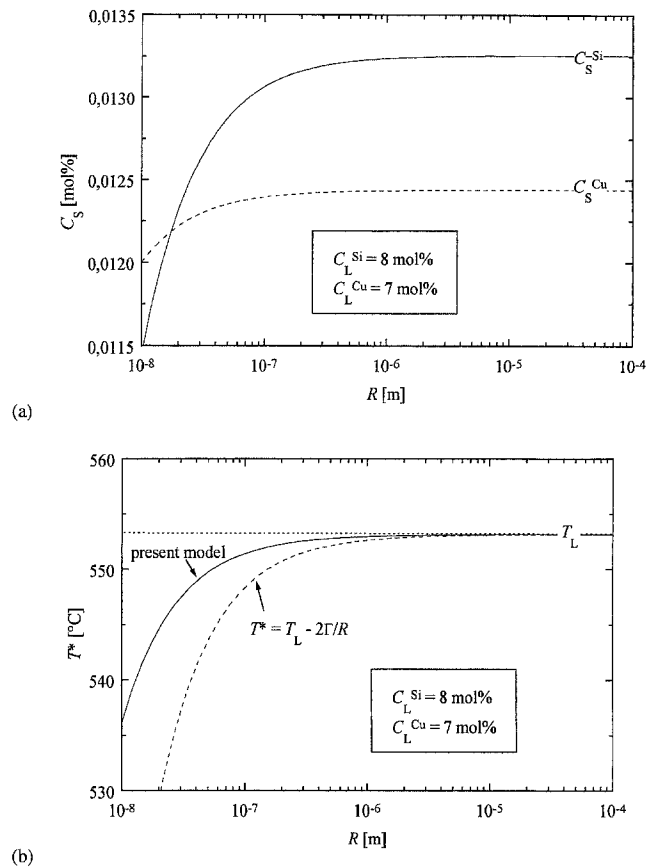 0,0135
0,0130
0,0125
0,0120
0,0115
C_S [mol%]
C_S^Si
C_S^Cu
C_L^Si = 8 mol%
C_L^Cu = 7 mol%
10^-8
10^-7
10^-6
10^-5
10^-4
R [m]
(a)
560
550
540
530
T* [°C]
T_L
present model
T* = T_L - 2Γ/R
C_L^Si = 8 mol%
C_L^Cu = 7 mol%
10^-8
10^-7
10^-6
10^-5
10^-4
R [m]
(b)